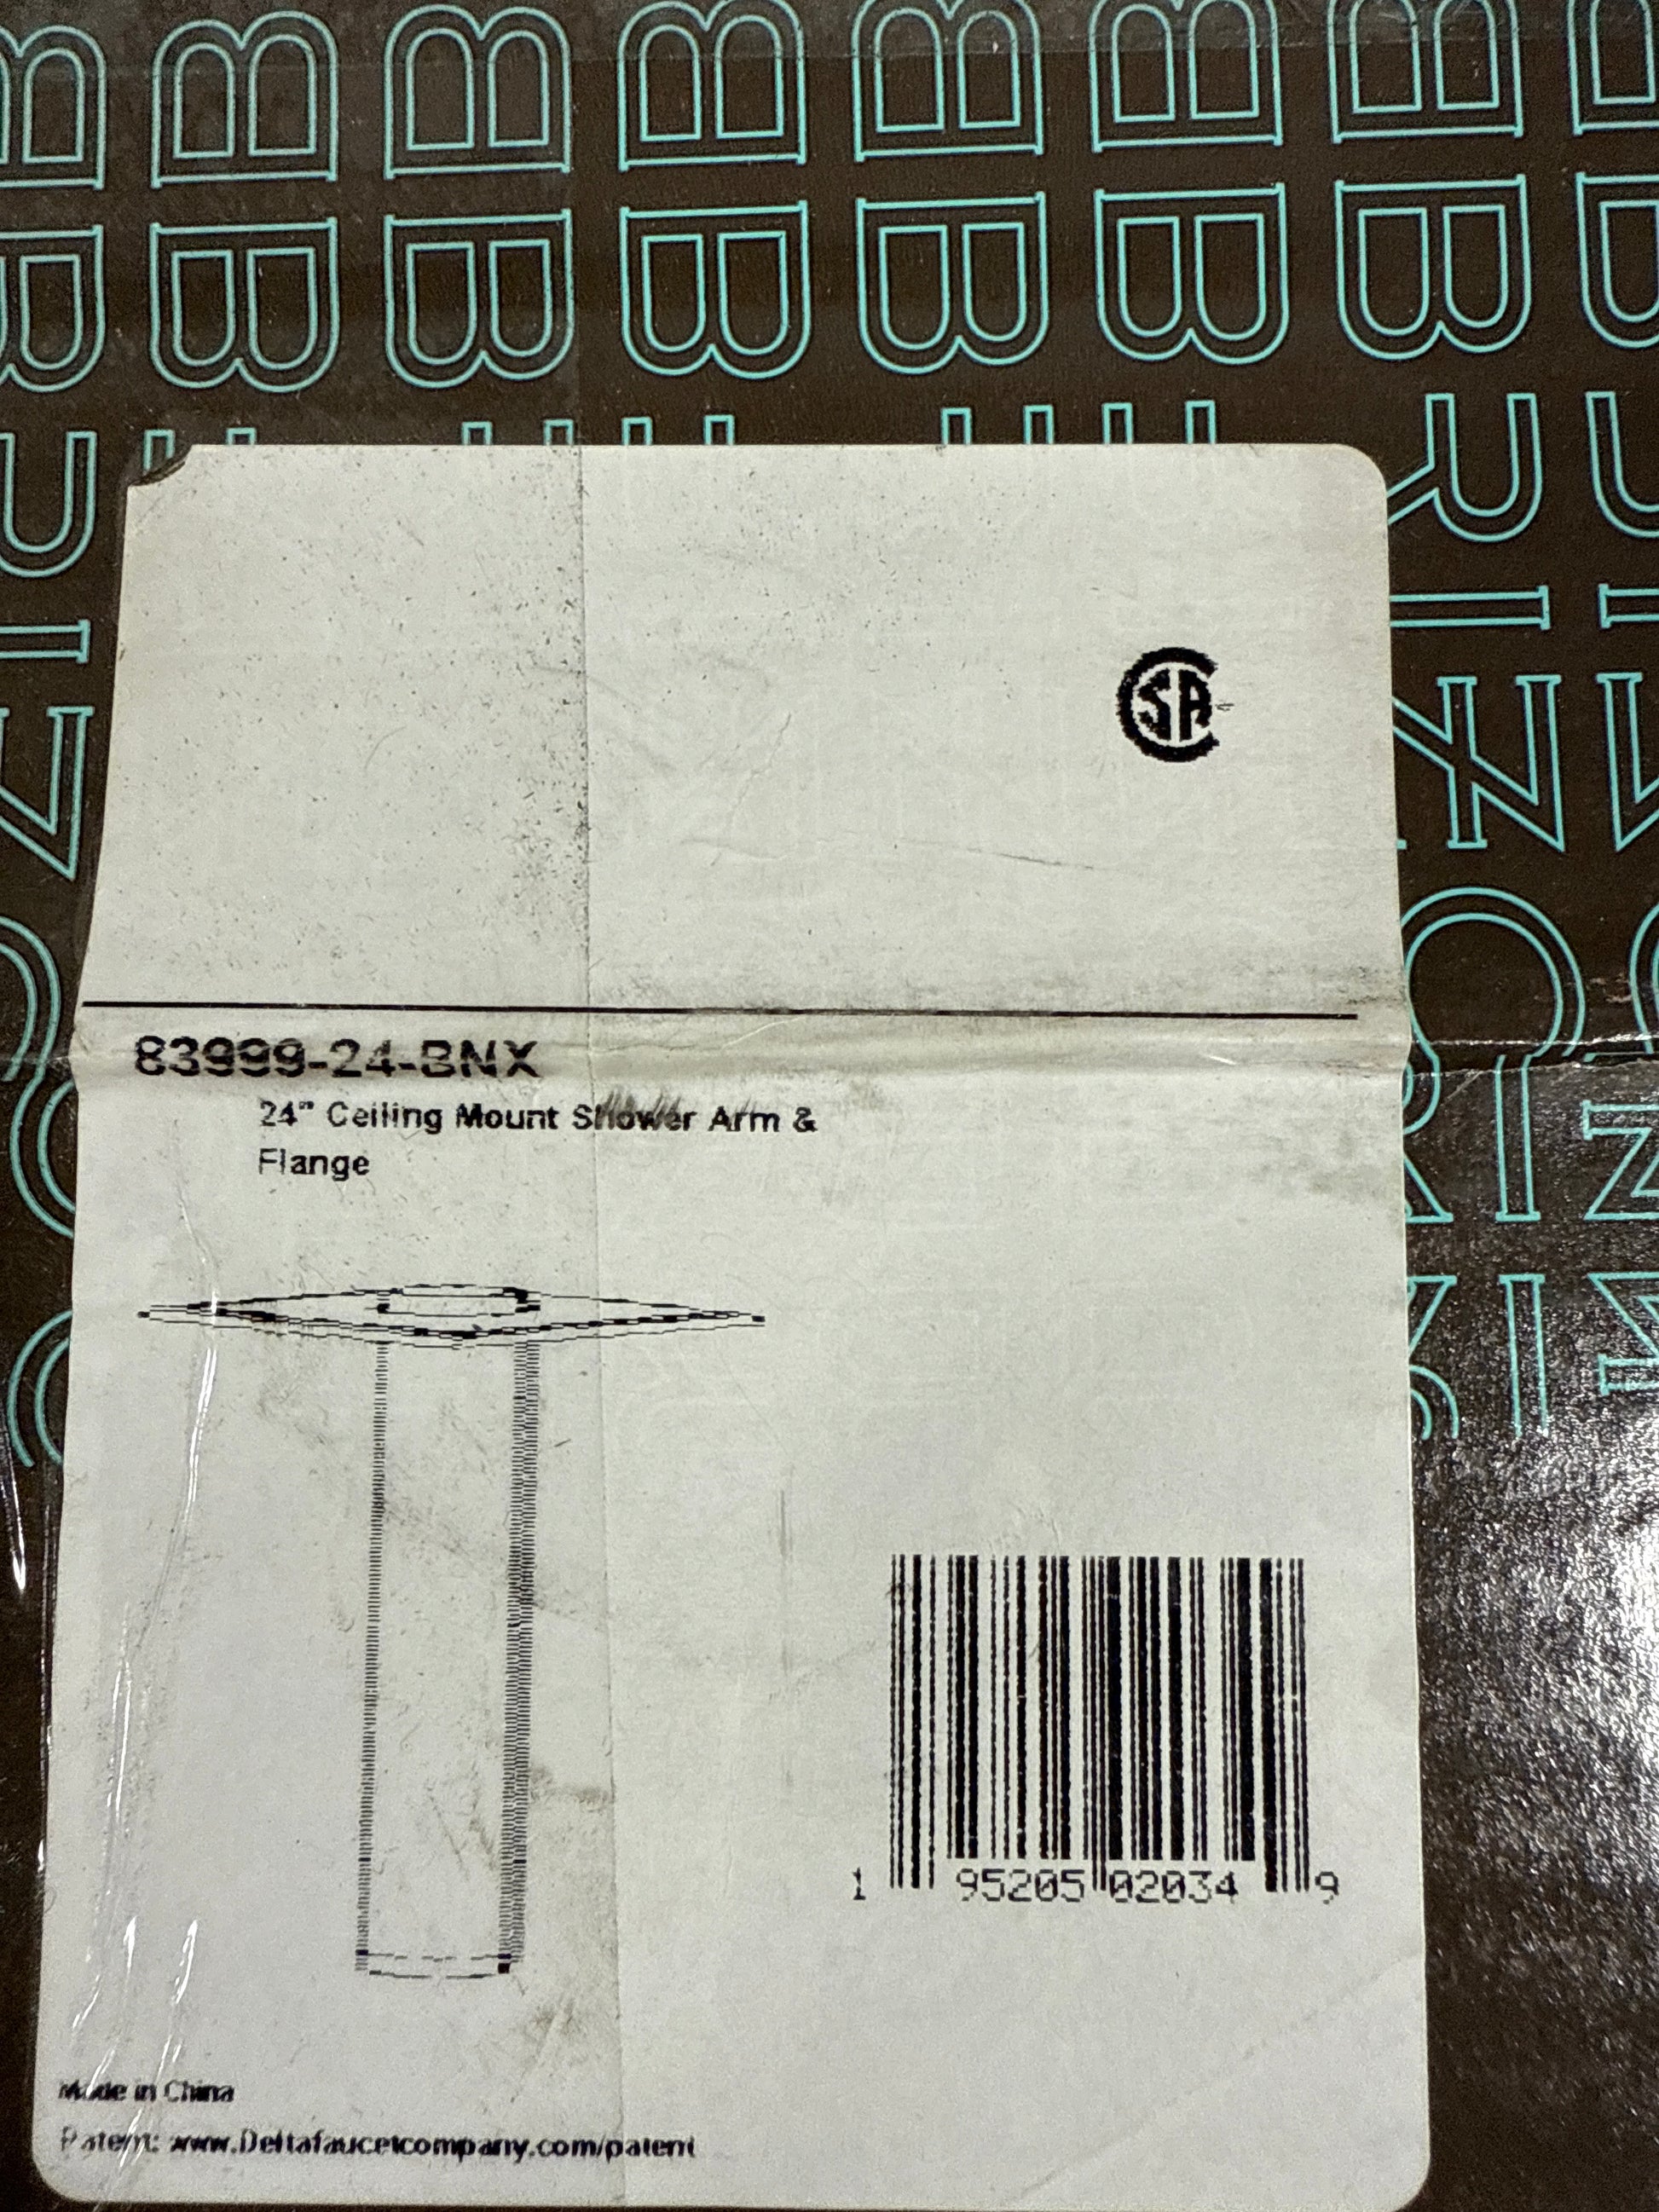 CSA
83999-24-BNX
24" Ceiling Mount Shower Arm &
Flange
1 95205 02034 9
Made in China
Patent: www.Deltafaucetcompany.com/patent